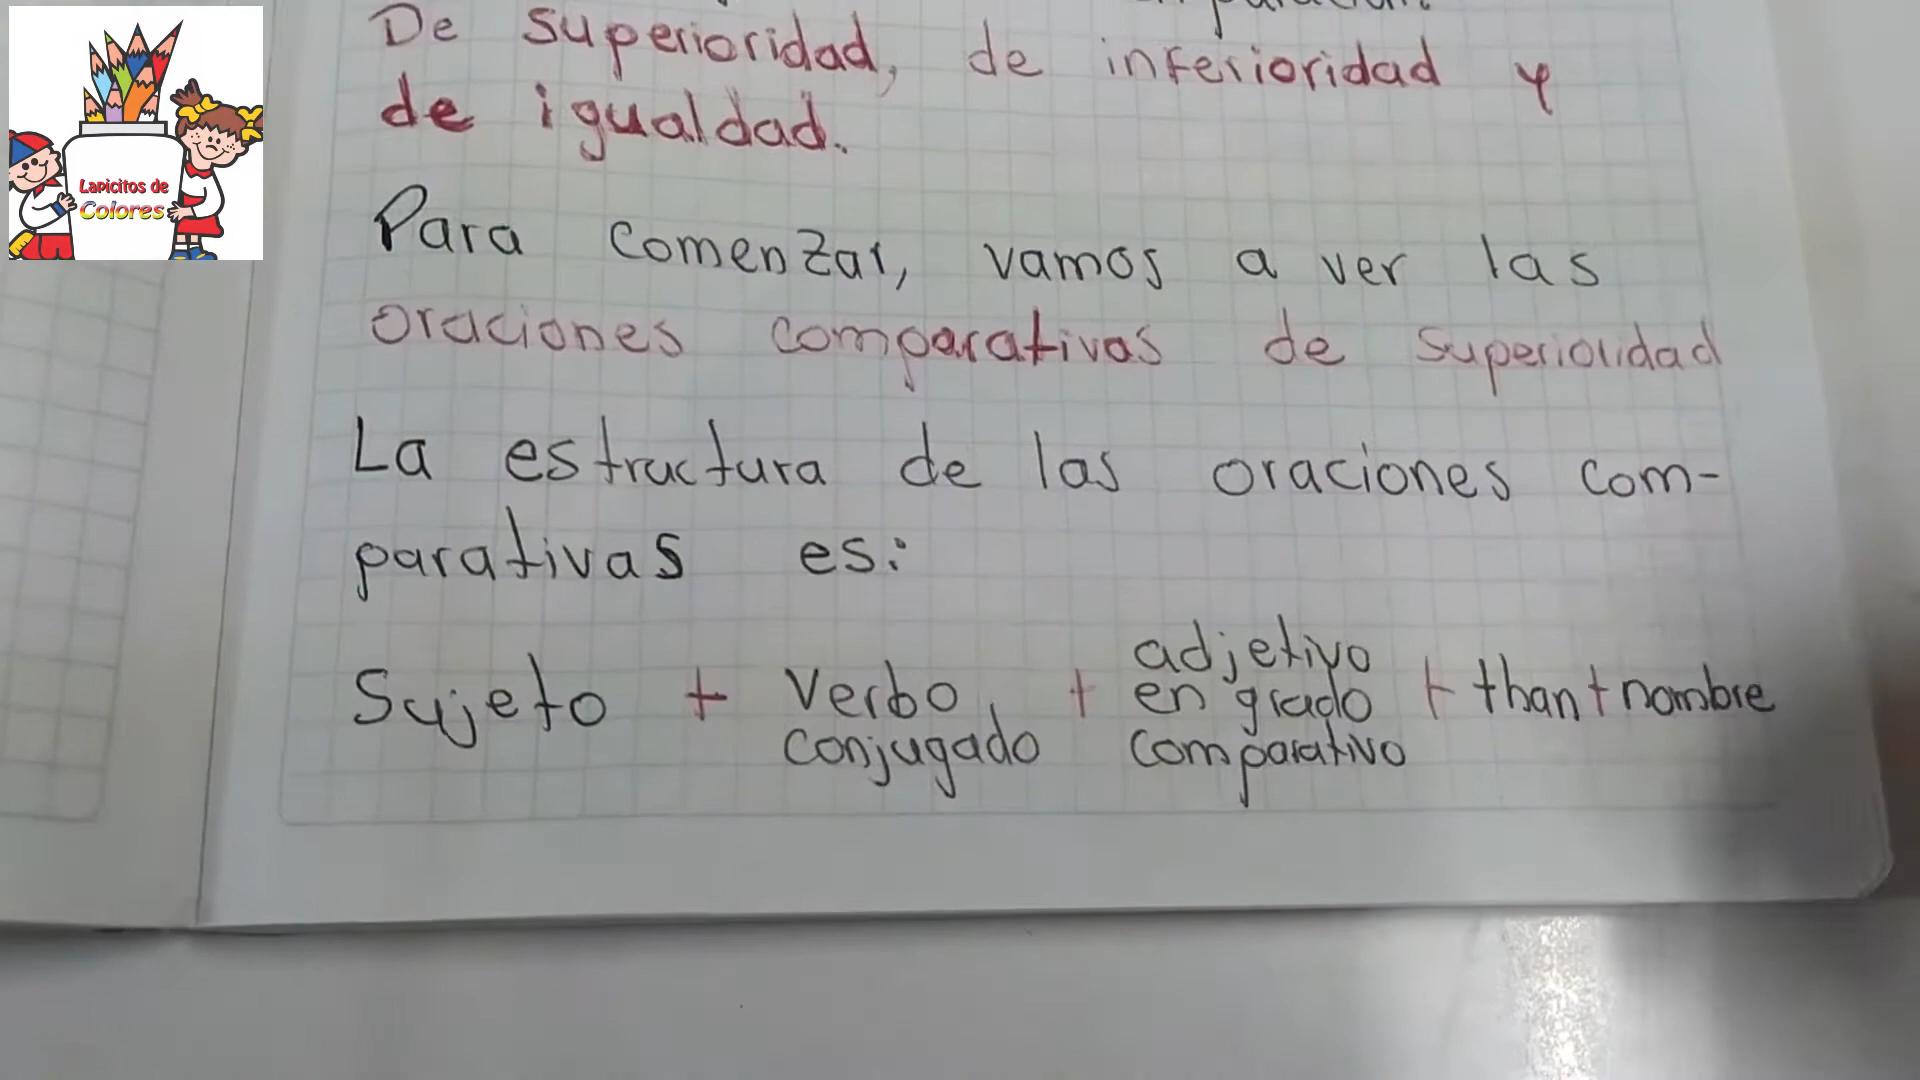 De superioridad, de inferioridad y
de igualdad.
Para comenzar, vamos a ver las
oraciones comparativas de superioridad
La estructura de las oraciones com-
parativas es:
Sujeto + Verbo conjugado + adjetivo en grado comparativo + than + nombre
Lapicitos de
Colores